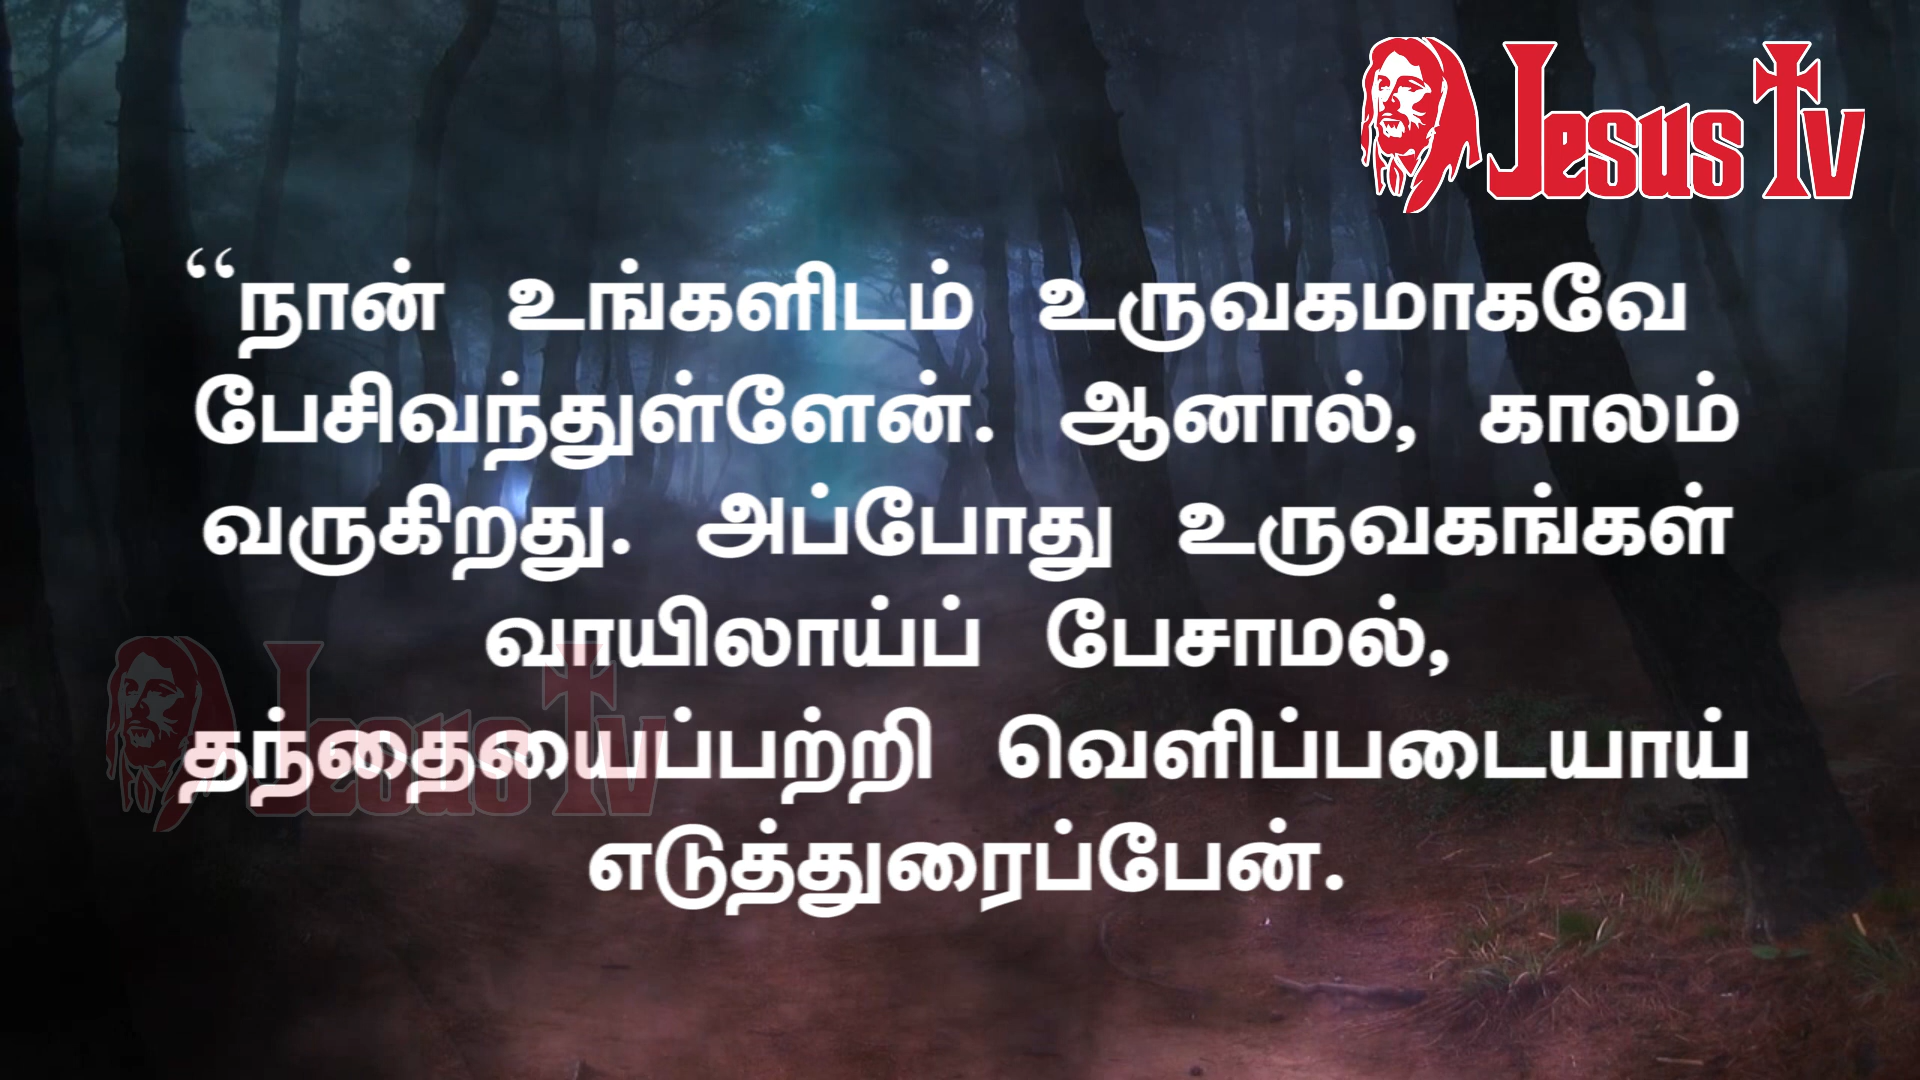 Jesus Tv
“நான் உங்களிடம் உருவகமாகவே
பேசிவந்துள்ளேன். ஆனால், காலம்
வருகிறது. அப்போது உருவகங்கள்
வாயிலாய்ப் பேசாமல்,
தந்தையைப்பற்றி வெளிப்படையாய்
எடுத்துரைப்பேன்.
Jesus Tv